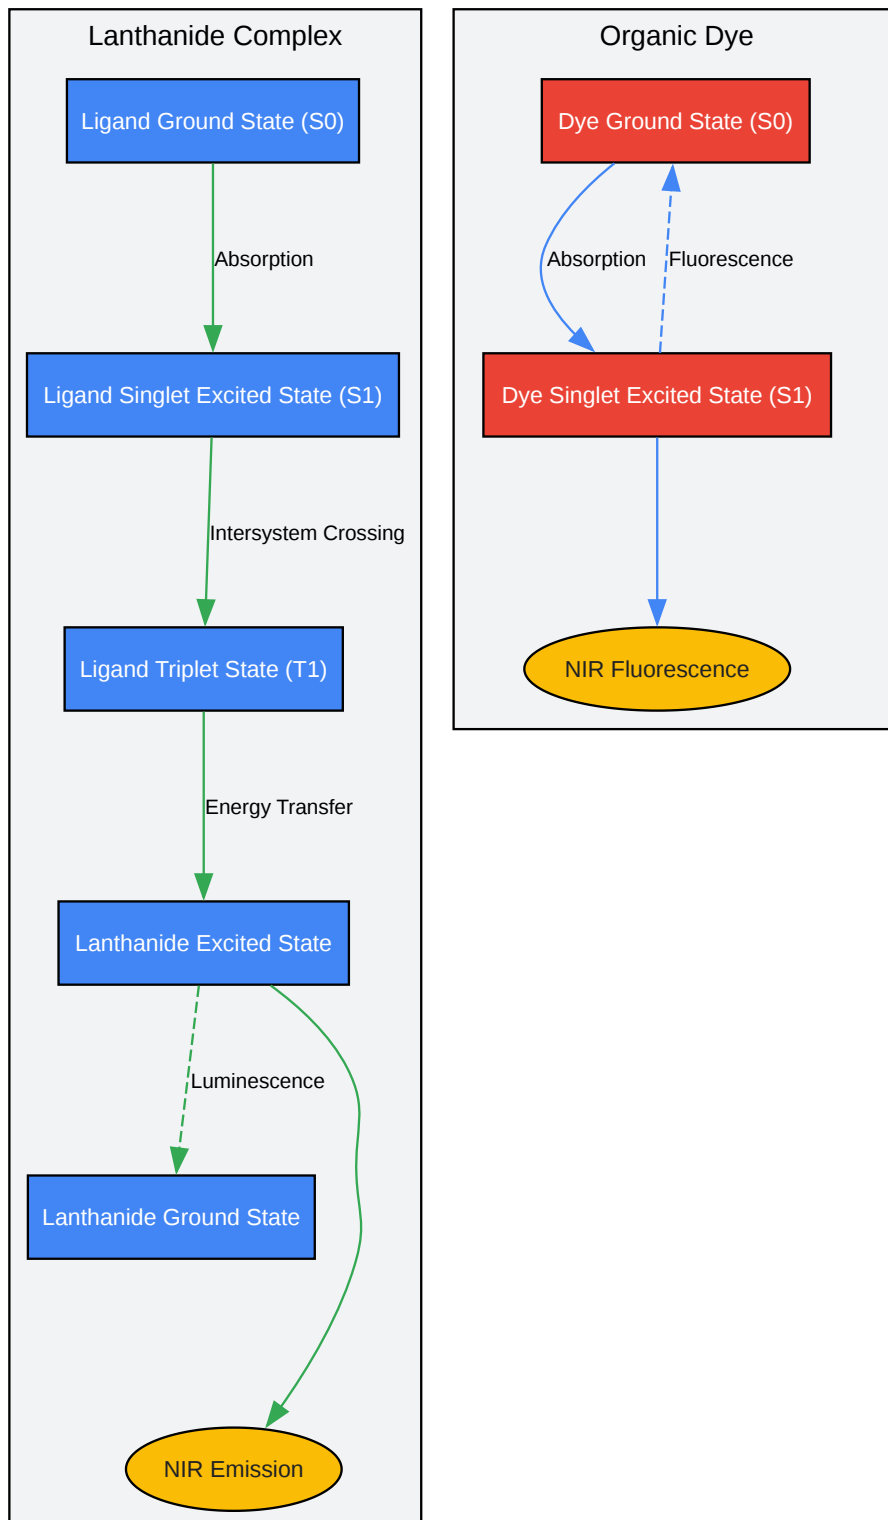 Lanthanide Complex
Ligand Ground State (S0)
Absorption
Ligand Singlet Excited State (S1)
Intersystem Crossing
Ligand Triplet State (T1)
Energy Transfer
Lanthanide Excited State
Luminescence
Lanthanide Ground State
NIR Emission
Organic Dye
Dye Ground State (S0)
Absorption
Fluorescence
Dye Singlet Excited State (S1)
NIR Fluorescence